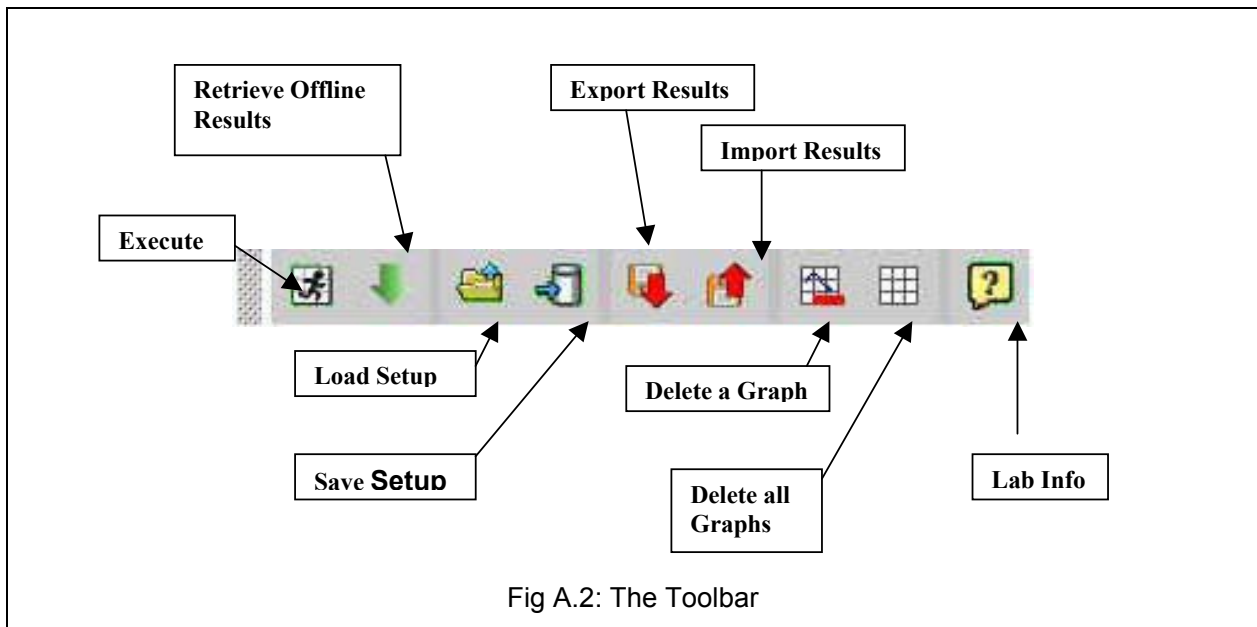 Retrieve Offline
Results
Export Results
Import Results
Execute
?
Load Setup
Delete a Graph
Save Setup
Delete all
Graphs
Lab Info
Fig A.2: The Toolbar